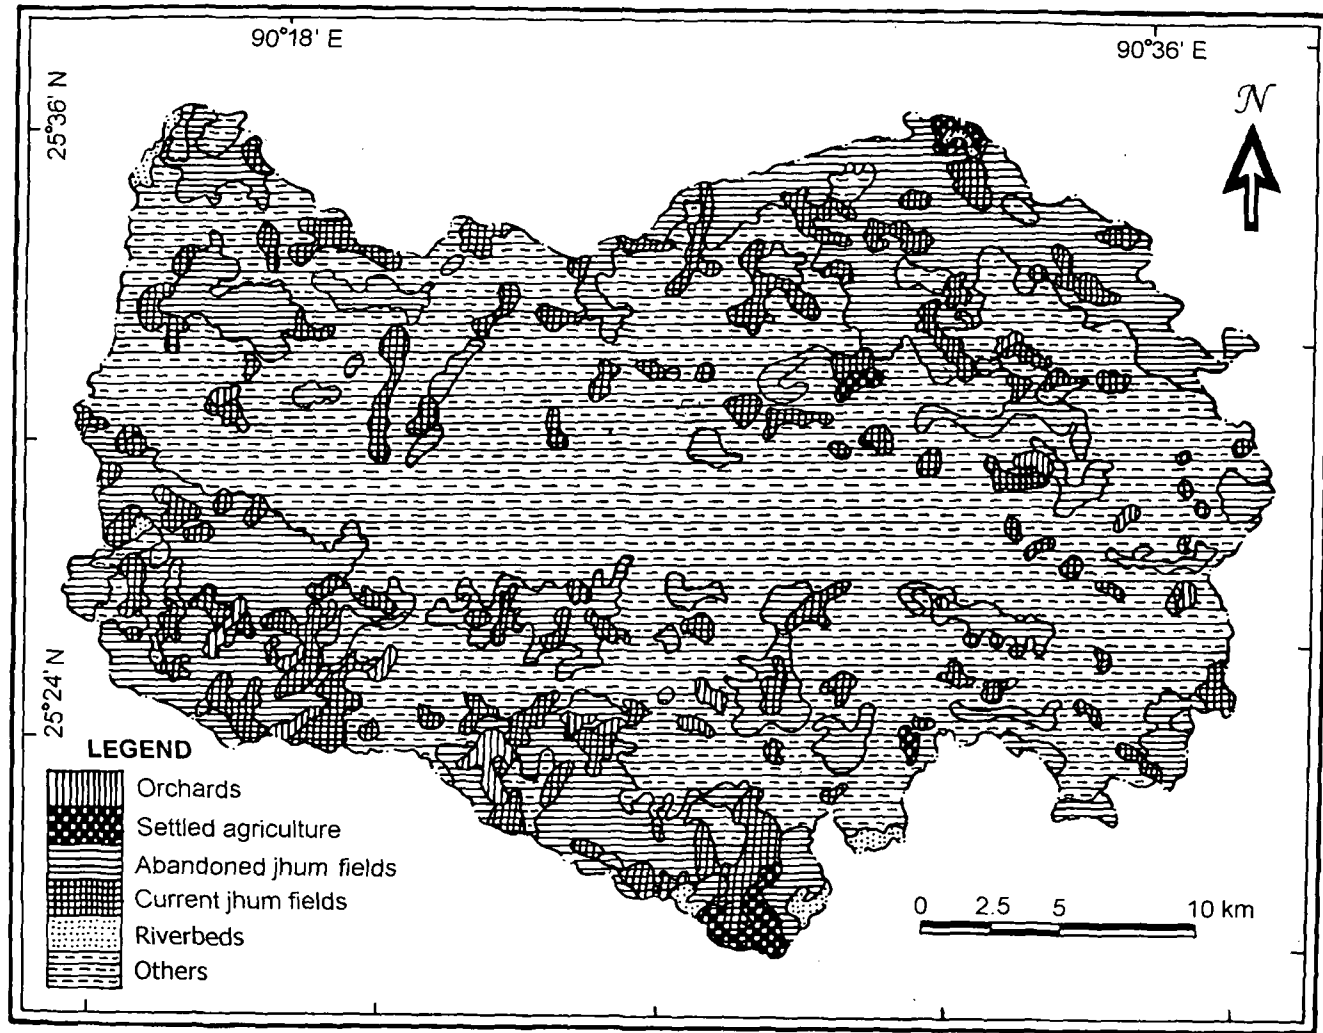 90°18' E
90°36' E
25°36' N
N
25°24' N
LEGEND
Orchards
Settled agriculture
Abandoned jhum fields
Current jhum fields
Riverbeds
Others
0 2.5 5 10 km